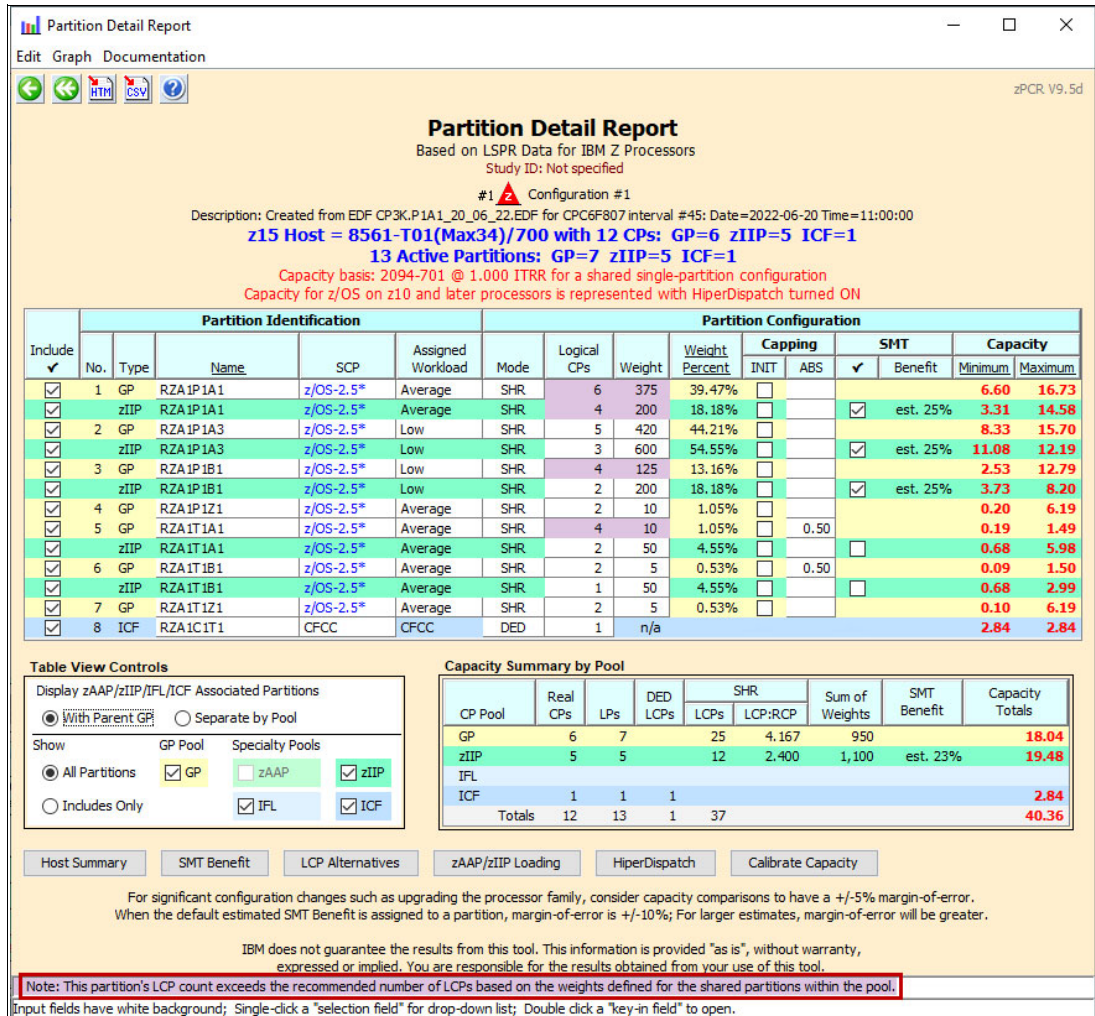 Partition Detail Report
Edit Graph Documentation
HTM CSV ? zPCR V9.5d
Partition Detail Report
Based on LSPR Data for IBM Z Processors
Study ID: Not specified
#1 Z Configuration #1
Description: Created from EDF CP3K.P1A1_20_06_22.EDF for CPC6F807 interval #45: Date=2022-06-20 Time=11:00:00
z15 Host = 8561-T01(Max34)/700 with 12 CPs: GP=6 zIIP=5 ICF=1
13 Active Partitions: GP=7 zIIP=5 ICF=1
Capacity basis: 2094-701 @ 1.000 ITRR for a shared single-partition configuration
Capacity for z/OS on z10 and later processors is represented with HiperDispatch turned ON
Partition Identification Partition Configuration
Include ✔ No. Type Name SCP Assigned Workload Mode Logical CPs Weight Weight Percent Capping INIT ABS SMT ✔ Benefit Capacity Minimum Maximum
1 GP RZA1P1A1 z/OS-2.5* Average SHR 6 375 39.47% 6.60 16.73
zIIP RZA1P1A1 z/OS-2.5* Average SHR 4 200 18.18% est. 25% 3.31 14.58
2 GP RZA1P1A3 z/OS-2.5* Low SHR 5 420 44.21% 8.33 15.70
zIIP RZA1P1A3 z/OS-2.5* Low SHR 3 600 54.55% est. 25% 11.08 12.19
3 GP RZA1P1B1 z/OS-2.5* Low SHR 4 125 13.16% 2.53 12.79
zIIP RZA1P1B1 z/OS-2.5* Low SHR 2 200 18.18% est. 25% 3.73 8.20
4 GP RZA1P1Z1 z/OS-2.5* Average SHR 2 10 1.05% 0.20 6.19
5 GP RZA1T1A1 z/OS-2.5* Average SHR 4 10 1.05% 0.50 0.19 1.49
zIIP RZA1T1A1 z/OS-2.5* Average SHR 2 50 4.55% 0.68 5.98
6 GP RZA1T1B1 z/OS-2.5* Average SHR 2 5 0.53% 0.50 0.09 1.50
zIIP RZA1T1B1 z/OS-2.5* Average SHR 1 50 4.55% 0.68 2.99
7 GP RZA1T1Z1 z/OS-2.5* Average SHR 2 5 0.53% 0.10 6.19
8 ICF RZA1C1T1 CFCC CFCC DED 1 n/a 2.84 2.84
Table View Controls
Display zAAP/zIIP/IFL/ICF Associated Partitions
With Parent GP Separate by Pool
Show GP Pool Specialty Pools
All Partitions GP zAAP zIIP
Includes Only IFL ICF
Capacity Summary by Pool
CP Pool Real CPs LPs DED LCPs SHR LCPs LCP:RCP Sum of Weights SMT Benefit Capacity Totals
GP 6 7 25 4.167 950 18.04
zIIP 5 5 12 2.400 1,100 est. 23% 19.48
IFL
ICF 1 1 1 2.84
Totals 12 13 1 37 40.36
Host Summary SMT Benefit LCP Alternatives zAAP/zIIP Loading HiperDispatch Calibrate Capacity
For significant configuration changes such as upgrading the processor family, consider capacity comparisons to have a +/-5% margin-of-error.
When the default estimated SMT Benefit is assigned to a partition, margin-of-error is +/-10%; For larger estimates, margin-of-error will be greater.
IBM does not guarantee the results from this tool. This information is provided "as is", without warranty,
expressed or implied. You are responsible for the results obtained from your use of this tool.
Note: This partition's LCP count exceeds the recommended number of LCPs based on the weights defined for the shared partitions within the pool.
Input fields have white background; Single-click a "selection field" for drop-down list; Double click a "key-in field" to open.